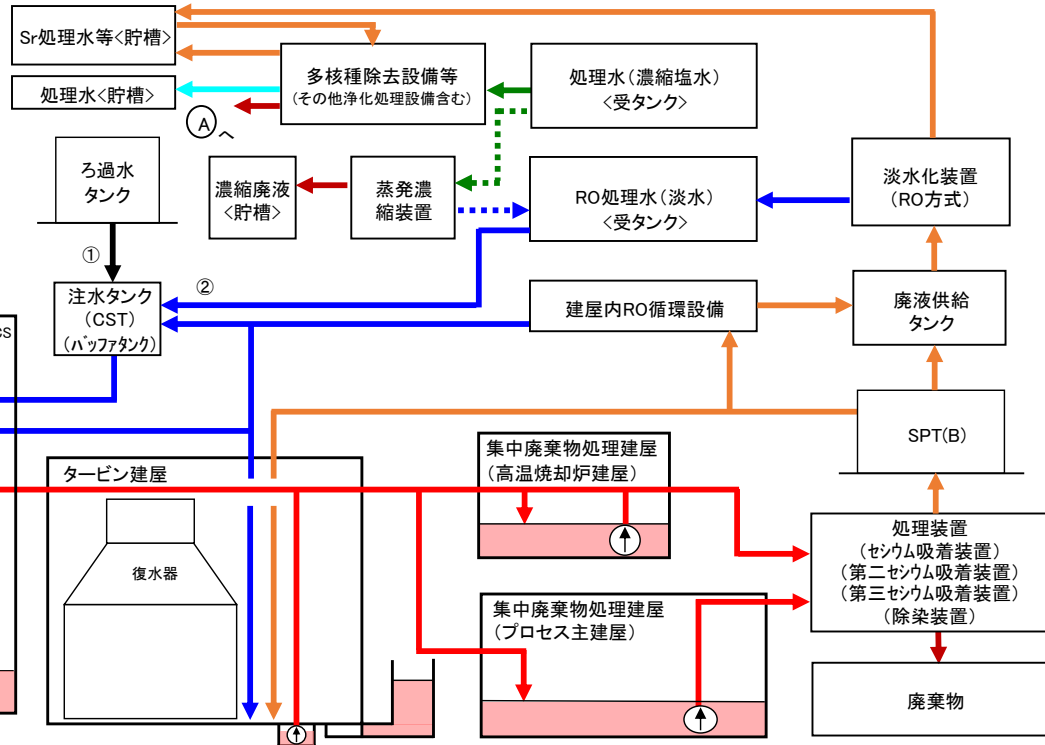 Sr処理水等<貯槽>
処理水<貯槽>
多核種除去設備等
(その他浄化処理設備含む)
処理水(濃縮塩水)
<受タンク>
Ⓐへ
ろ過水
タンク
濃縮廃液
<貯槽>
蒸発濃
縮装置
RO処理水(淡水)
<受タンク>
淡水化装置
(RO方式)
①
②
注水タンク
(CST)
(バッファタンク)
建屋内RO循環設備
廃液供給
タンク
CS
SPT(B)
タービン建屋
復水器
集中廃棄物処理建屋
(高温焼却炉建屋)
集中廃棄物処理建屋
(プロセス主建屋)
処理装置
(セシウム吸着装置)
(第二セシウム吸着装置)
(第三セシウム吸着装置)
(除染装置)
廃棄物